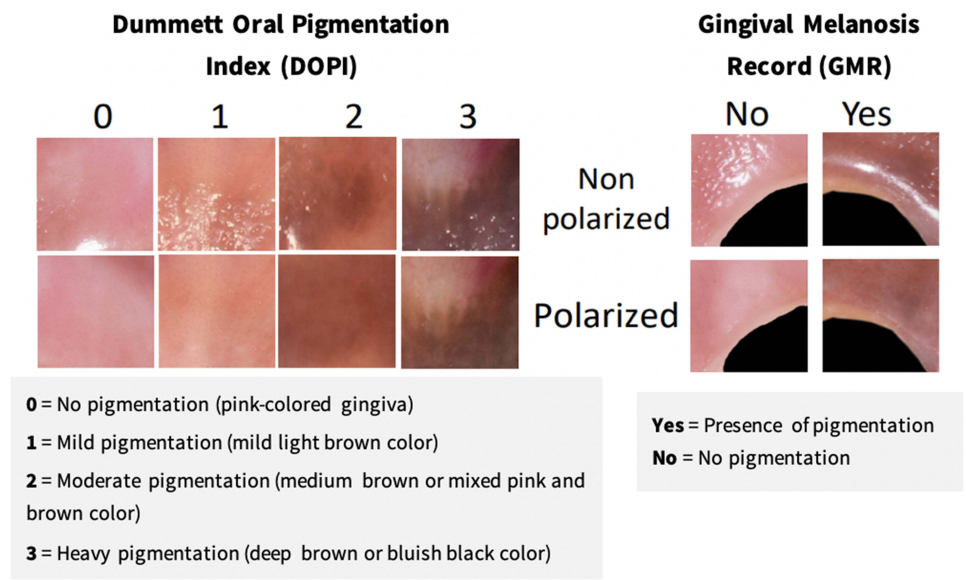 Dummett Oral Pigmentation
Index (DOPI)
0 1 2 3
Gingival Melanosis
Record (GMR)
No Yes
Non
polarized
Polarized
0 = No pigmentation (pink-colored gingiva)
1 = Mild pigmentation (mild light brown color)
2 = Moderate pigmentation (medium brown or mixed pink and
brown color)
3 = Heavy pigmentation (deep brown or bluish black color)
Yes = Presence of pigmentation
No = No pigmentation